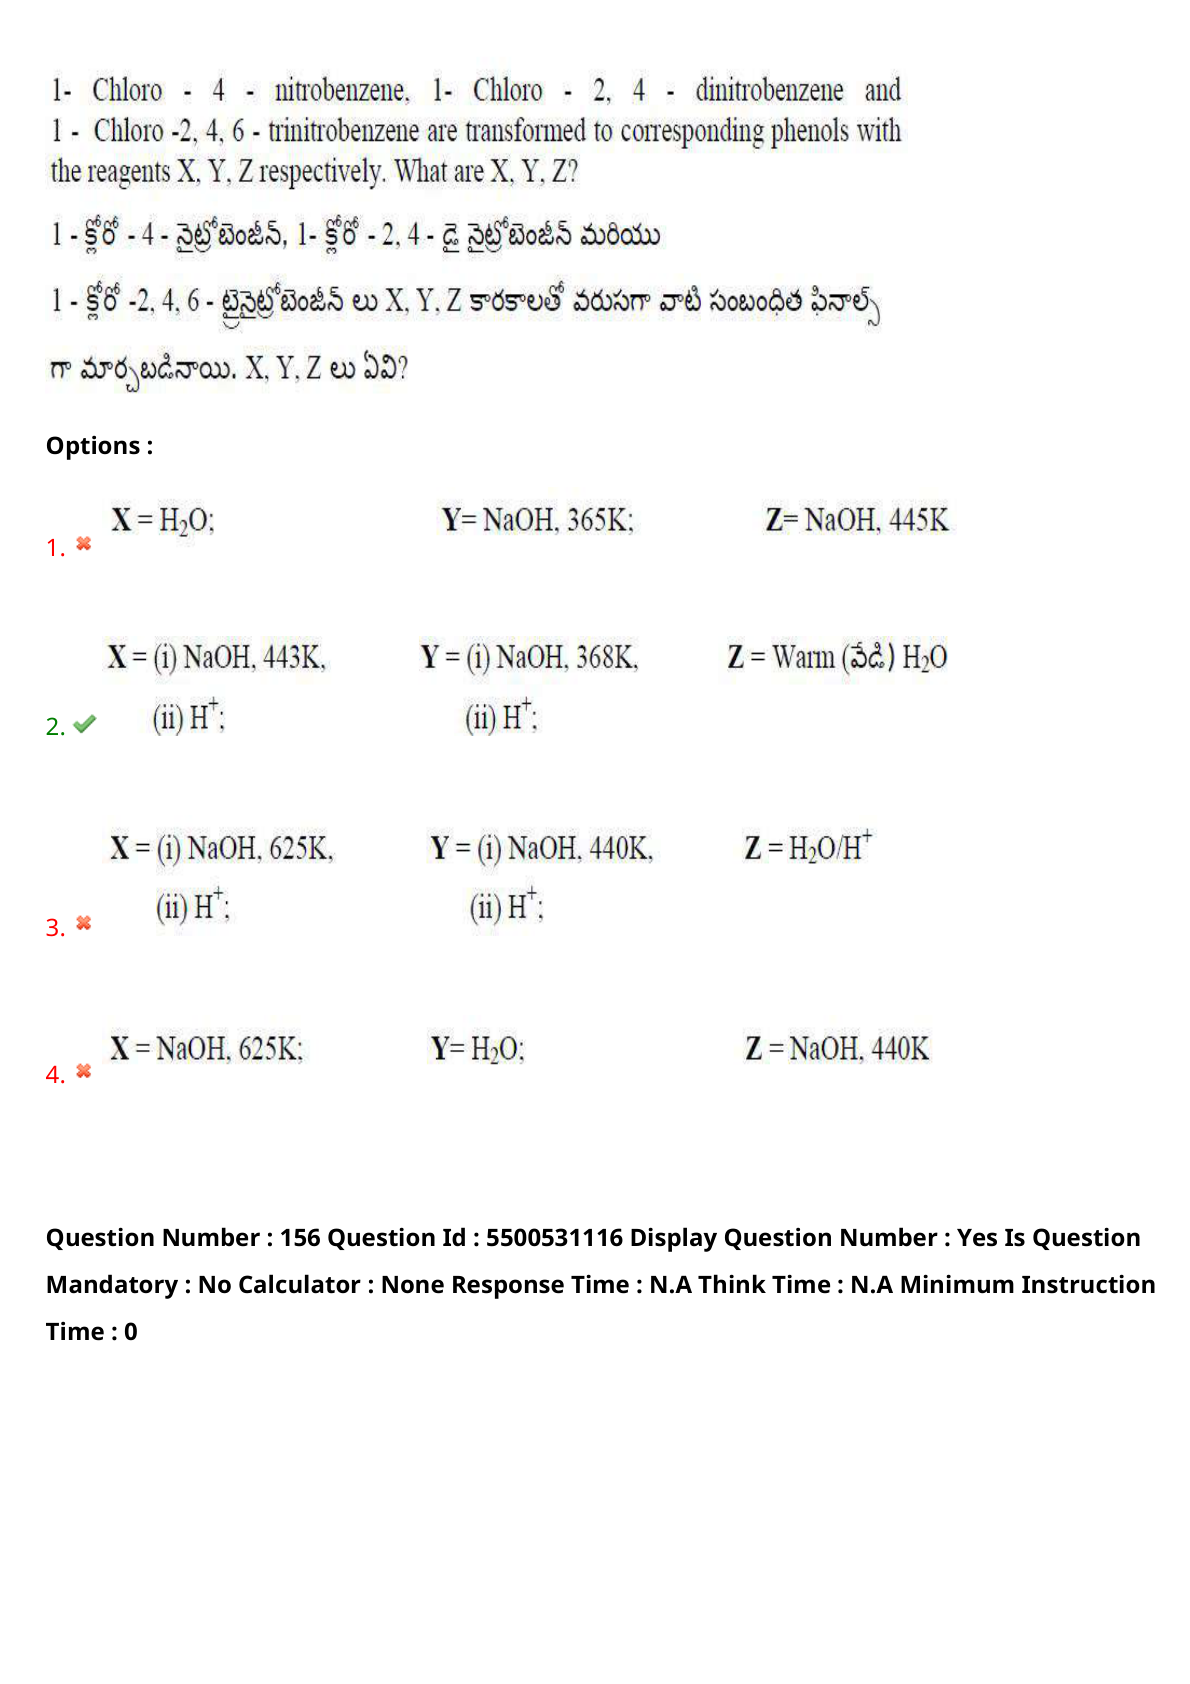 1- Chloro - 4 - nitrobenzene, 1- Chloro - 2, 4 - dinitrobenzene and
1 - Chloro -2, 4, 6 - trinitrobenzene are transformed to corresponding phenols with
the reagents X, Y, Z respectively. What are X, Y, Z?
1 - క్లోరో - 4 - నైట్రోబెంజీన్, 1- క్లోరో - 2, 4 - డై నైట్రోబెంజీన్ మరియు
1 - క్లోరో -2, 4, 6 - ట్రైనైట్రోబెంజీన్ లు X, Y, Z కారకాలతో వరుసగా వాటి సంబంధిత ఫినాల్స్
గా మార్చబడినాయి. X, Y, Z లు ఏవి?
Options :
X = H₂O; Y= NaOH, 365K; Z= NaOH, 445K
1.
X = (i) NaOH, 443K, Y = (i) NaOH, 368K, Z = Warm (వేడి) H₂O
(ii) H⁺; (ii) H⁺;
2.
X = (i) NaOH, 625K, Y = (i) NaOH, 440K, Z = H₂O/H⁺
(ii) H⁺; (ii) H⁺;
3.
X = NaOH, 625K; Y= H₂O; Z = NaOH, 440K
4.
Question Number : 156 Question Id : 5500531116 Display Question Number : Yes Is Question
Mandatory : No Calculator : None Response Time : N.A Think Time : N.A Minimum Instruction
Time : 0